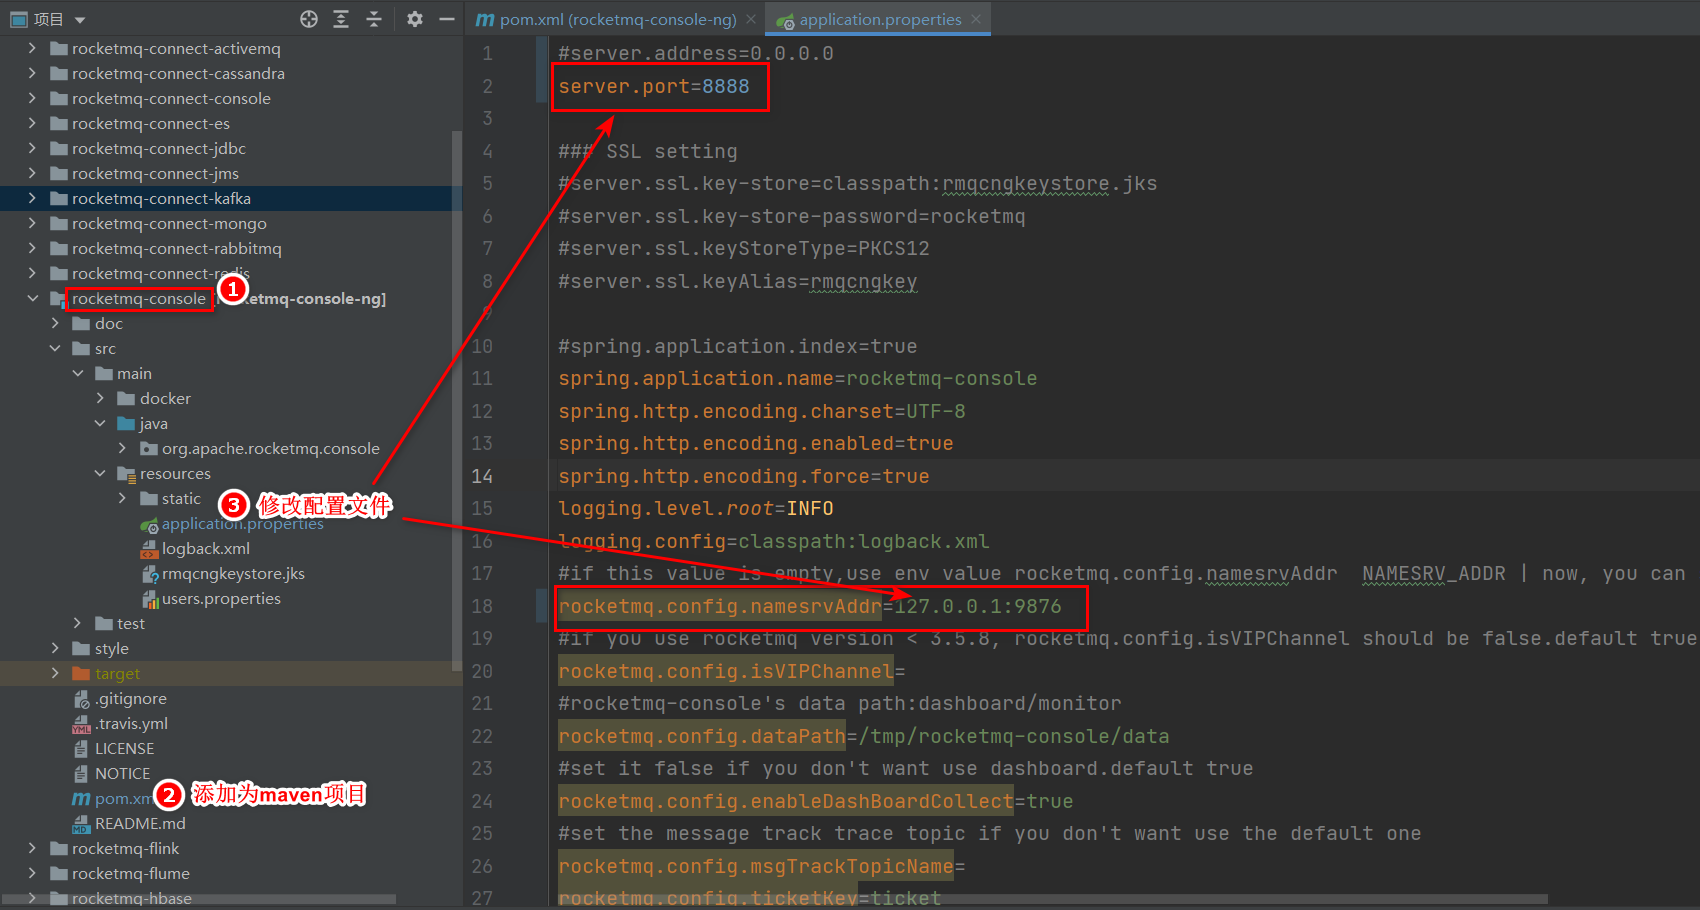 项目
rocketmq-connect-activemq
rocketmq-connect-cassandra
rocketmq-connect-console
rocketmq-connect-es
rocketmq-connect-jdbc
rocketmq-connect-jms
rocketmq-connect-kafka
rocketmq-connect-mongo
rocketmq-connect-rabbitmq
rocketmq-connect-redis
rocketmq-console 1 ketmq-console-ng]
doc
src
main
docker
java
org.apache.rocketmq.console
resources
static
3 修改配置文件
application.properties
logback.xml
rmqcngkeystore.jks
users.properties
test
style
target
.gitignore
.travis.yml
LICENSE
NOTICE
pom.xm 2 添加为maven项目
README.md
rocketmq-flink
rocketmq-flume
rocketmq-hbase
pom.xml (rocketmq-console-ng)
application.properties
1 #server.address=0.0.0.0
2 server.port=8888
3
4 ### SSL setting
5 #server.ssl.key-store=classpath:rmqcngkeystore.jks
6 #server.ssl.key-store-password=rocketmq
7 #server.ssl.keyStoreType=PKCS12
8 #server.ssl.keyAlias=rmqcngkey
9
10 #spring.application.index=true
11 spring.application.name=rocketmq-console
12 spring.http.encoding.charset=UTF-8
13 spring.http.encoding.enabled=true
14 spring.http.encoding.force=true
15 logging.level.root=INFO
16 logging.config=classpath:logback.xml
17 #if this value is empty,use env value rocketmq.config.namesrvAddr  NAMESRV_ADDR | now, you can
18 rocketmq.config.namesrvAddr=127.0.0.1:9876
19 #if you use rocketmq version < 3.5.8, rocketmq.config.isVIPChannel should be false.default true
20 rocketmq.config.isVIPChannel=
21 #rocketmq-console's data path:dashboard/monitor
22 rocketmq.config.dataPath=/tmp/rocketmq-console/data
23 #set it false if you don't want use dashboard.default true
24 rocketmq.config.enableDashBoardCollect=true
25 #set the message track trace topic if you don't want use the default one
26 rocketmq.config.msgTrackTopicName=
27 rocketmq.config.ticketKey=ticket